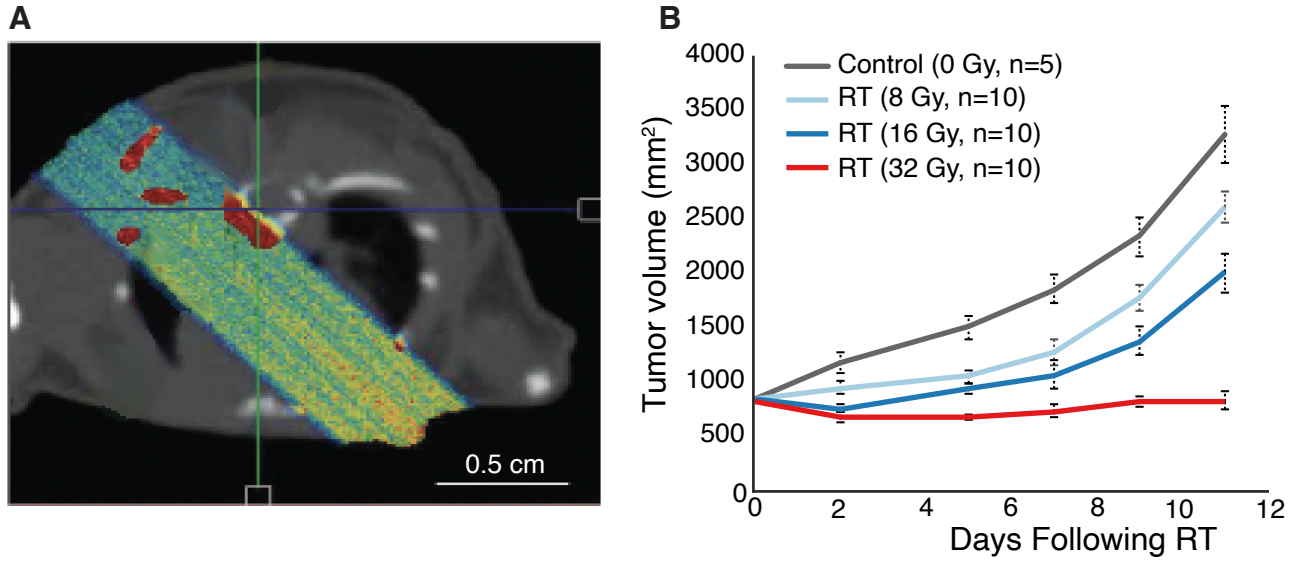 A
0.5 cm
B
4000
3500
3000
2500
2000
1500
1000
500
0
Tumor volume (mm²)
Control (0 Gy, n=5)
RT (8 Gy, n=10)
RT (16 Gy, n=10)
RT (32 Gy, n=10)
0 2 4 6 8 10 12
Days Following RT